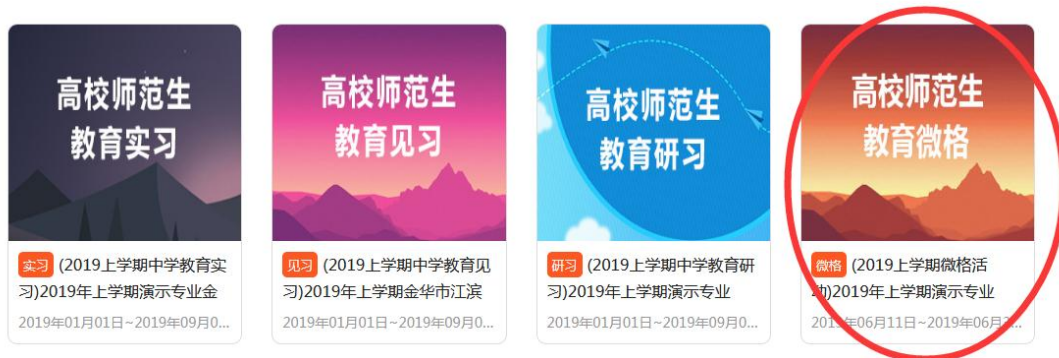 高校师范生
教育实习
实习 (2019上学期中学教育实
习)2019年上学期演示专业金
2019年01月01日~2019年09月0...
高校师范生
教育见习
见习 (2019上学期中学教育见
习)2019年上学期金华市江滨
2019年01月01日~2019年09月0...
高校师范生
教育研习
研习 (2019上学期中学教育研
习)2019年上学期演示专业
2019年01月01日~2019年09月0...
高校师范生
教育微格
微格 (2019上学期微格活
动)2019年上学期演示专业
2019年06月11日~2019年06月